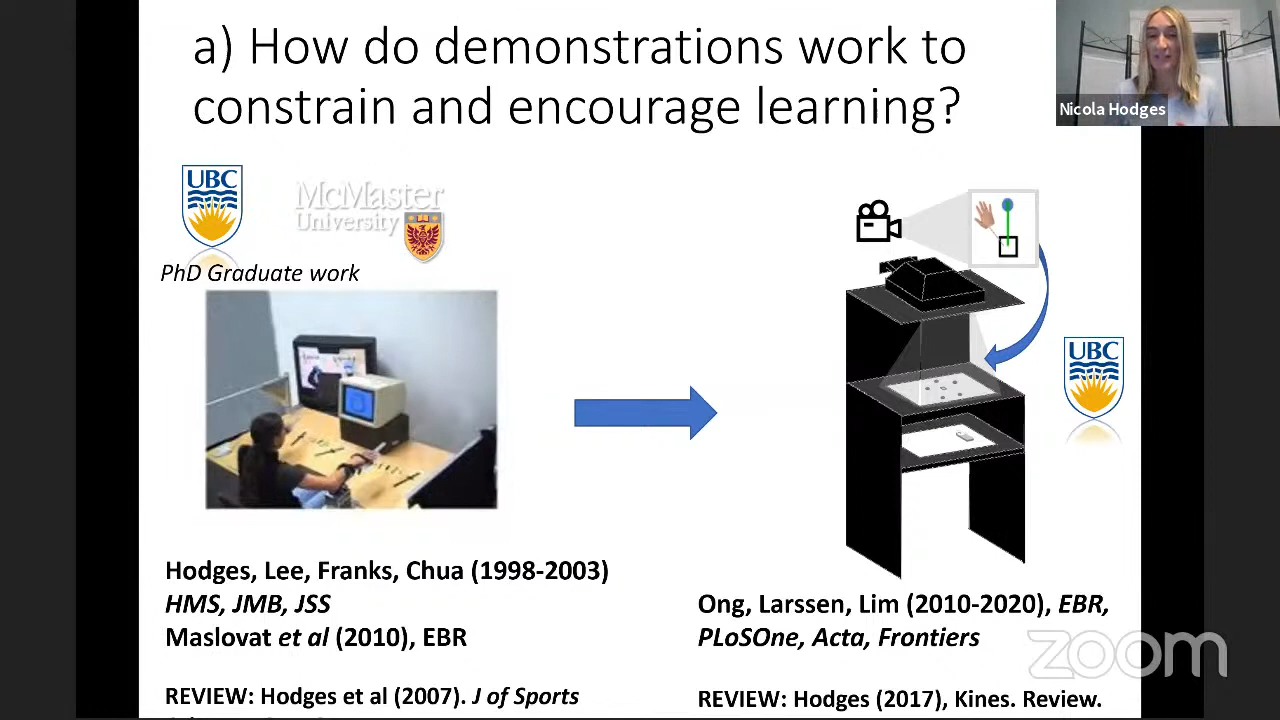 a) How do demonstrations work to
constrain and encourage learning?
Nicola Hodges
UBC
McMaster
University
PhD Graduate work
UBC
Hodges, Lee, Franks, Chua (1998-2003)
HMS, JMB, JSS
Maslovat et al (2010), EBR
REVIEW: Hodges et al (2007). J of Sports
Ong, Larssen, Lim (2010-2020), EBR,
PLoSOne, Acta, Frontiers
REVIEW: Hodges (2017), Kines. Review.
zoom